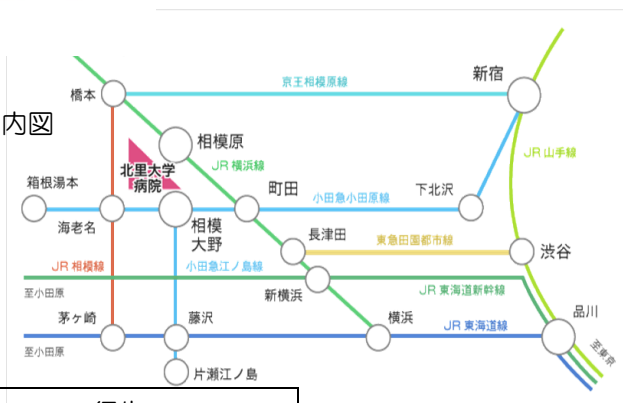 新宿
京王相模原線
橋本
内図
相模原
JR 山手線
JR 横浜線
北里大学
病院
箱根湯本
町田
下北沢
小田急小田原線
海老名
相模
大野
長津田
東急田園都市線
渋谷
JR 相模線
小田急江ノ島線
至小田原
新横浜
JR 東海道新幹線
茅ヶ崎
藤沢
横浜
JR 東海道線
品川
至小田原
至東京
片瀬江ノ島